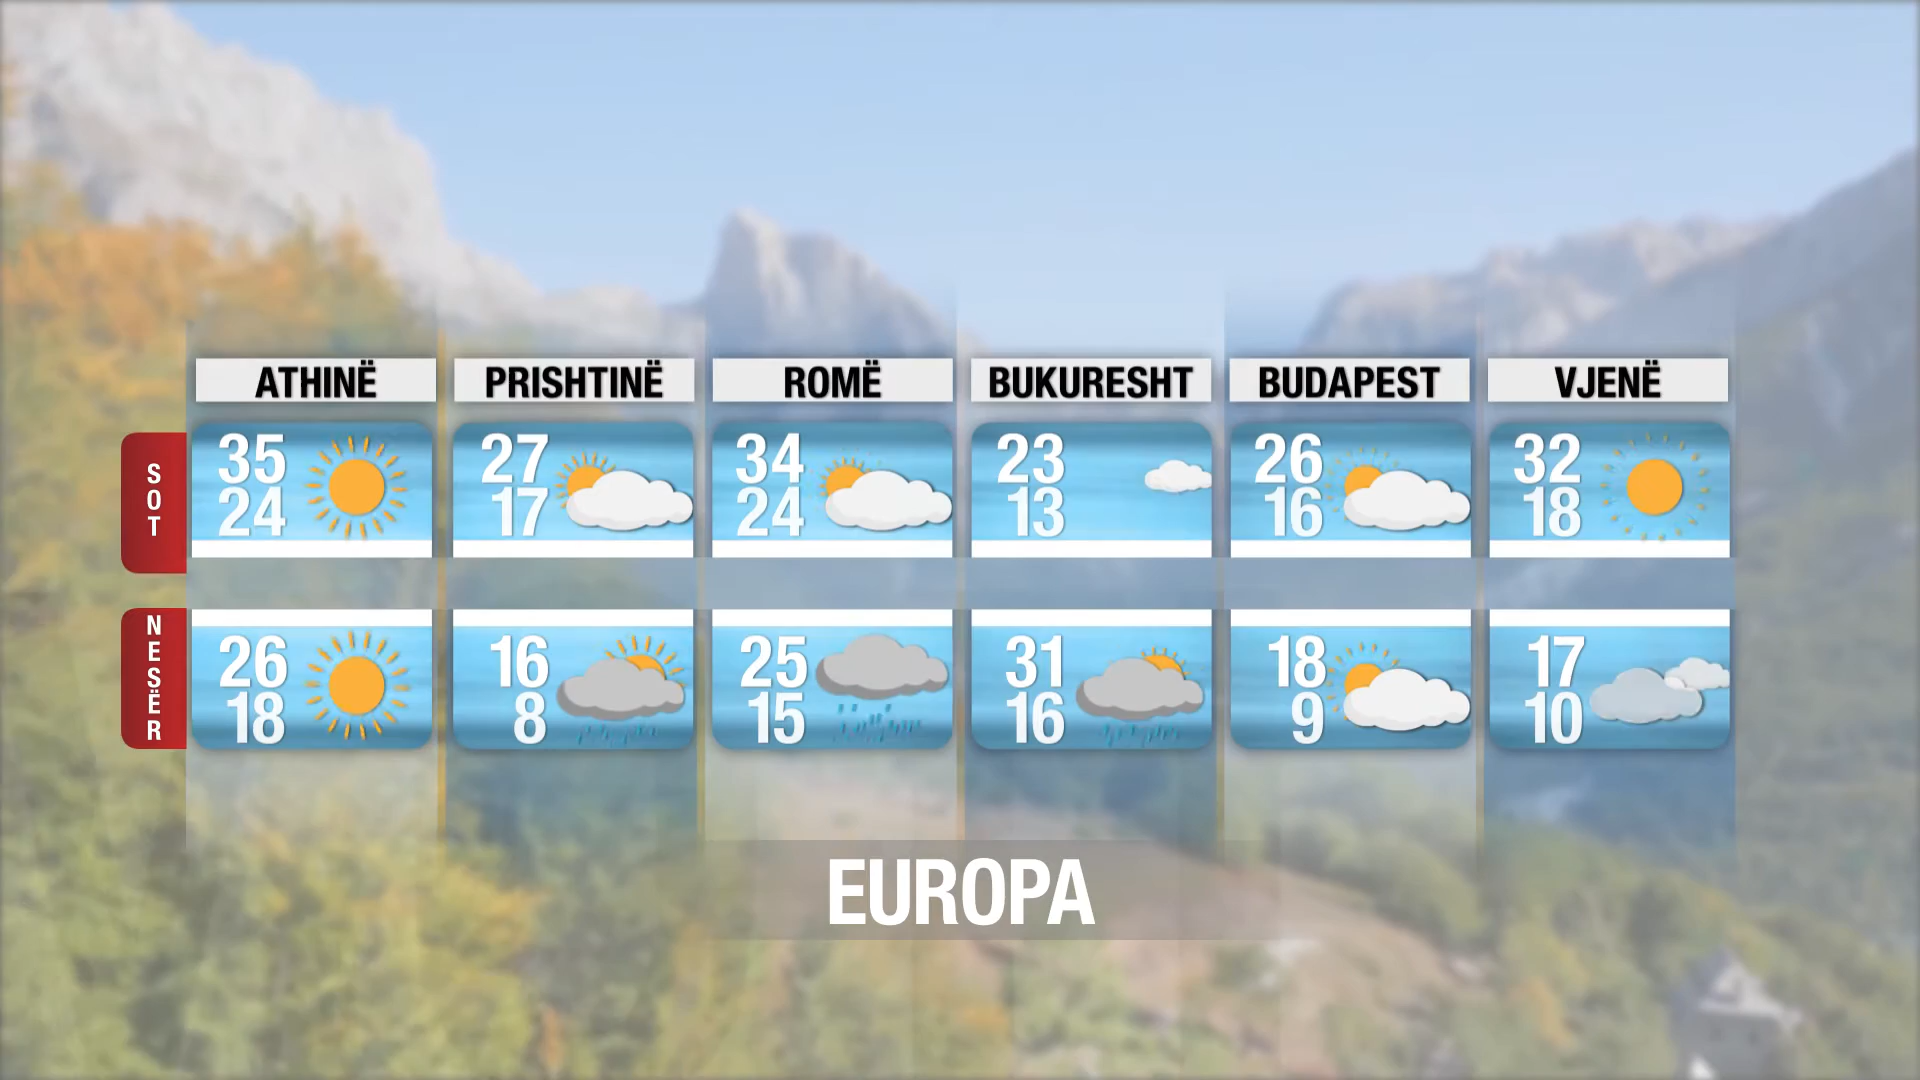 ATHINË PRISHTINË ROMË BUKURESHT BUDAPEST VJENË
SOT
35 27 34 23 26 32
24 17 24 13 16 18
NESËR
26 16 25 31 18 17
18 8 15 16 9 10
EUROPA